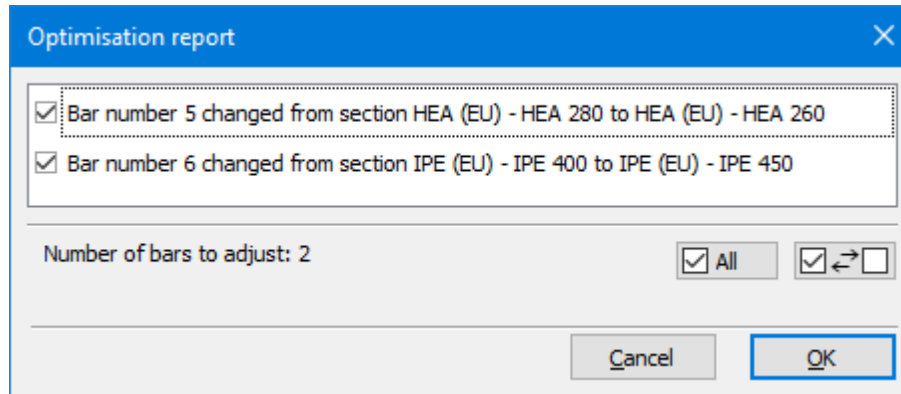 Optimisation report
Bar number 5 changed from section HEA (EU) - HEA 280 to HEA (EU) - HEA 260
Bar number 6 changed from section IPE (EU) - IPE 400 to IPE (EU) - IPE 450
Number of bars to adjust: 2
All
Cancel
OK